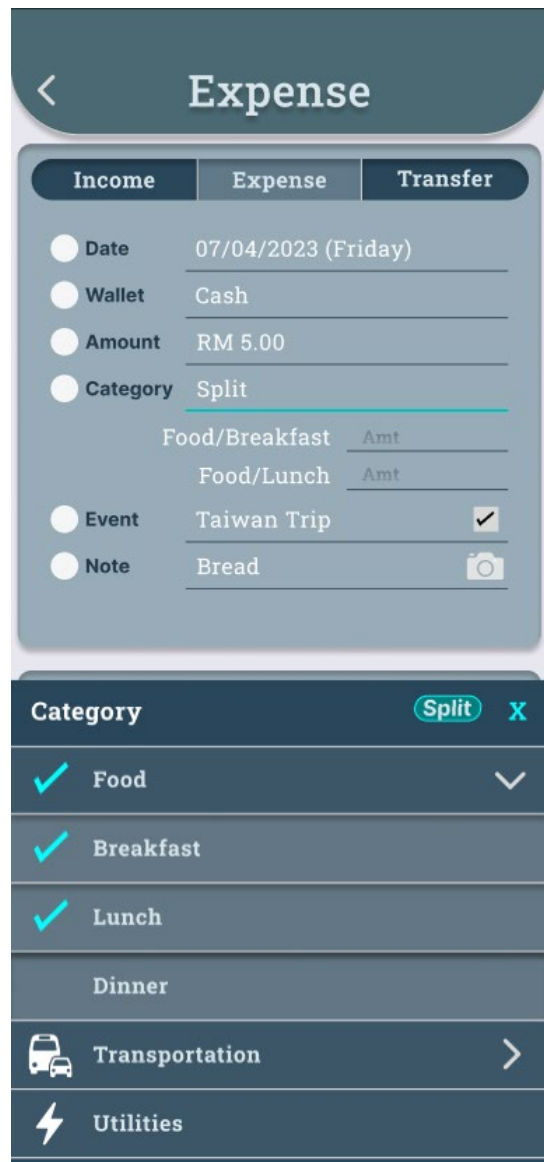 Expense
Income Expense Transfer
Date 07/04/2023 (Friday)
Wallet Cash
Amount RM 5.00
Category Split
Food/Breakfast Amt
Food/Lunch Amt
Event Taiwan Trip
Note Bread
Category Split X
Food
Breakfast
Lunch
Dinner
Transportation
Utilities